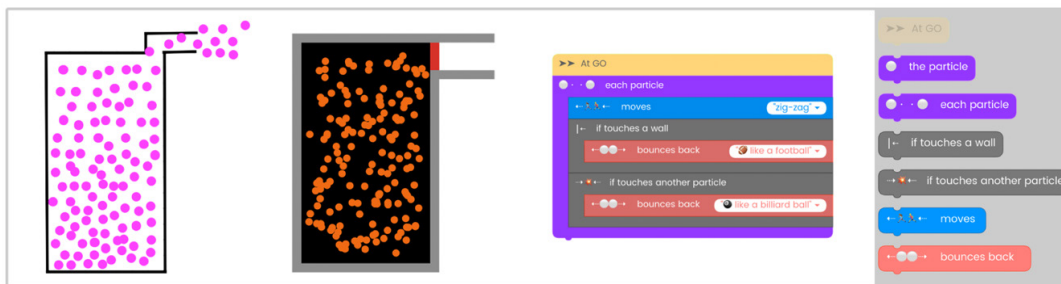 At GO
each particle
moves "zig-zag"
if touches a wall
bounces back "🏈 like a football"
if touches another particle
bounces back "🎱 like a billiard ball"
At GO
the particle
each particle
if touches a wall
if touches another particle
moves
bounces back